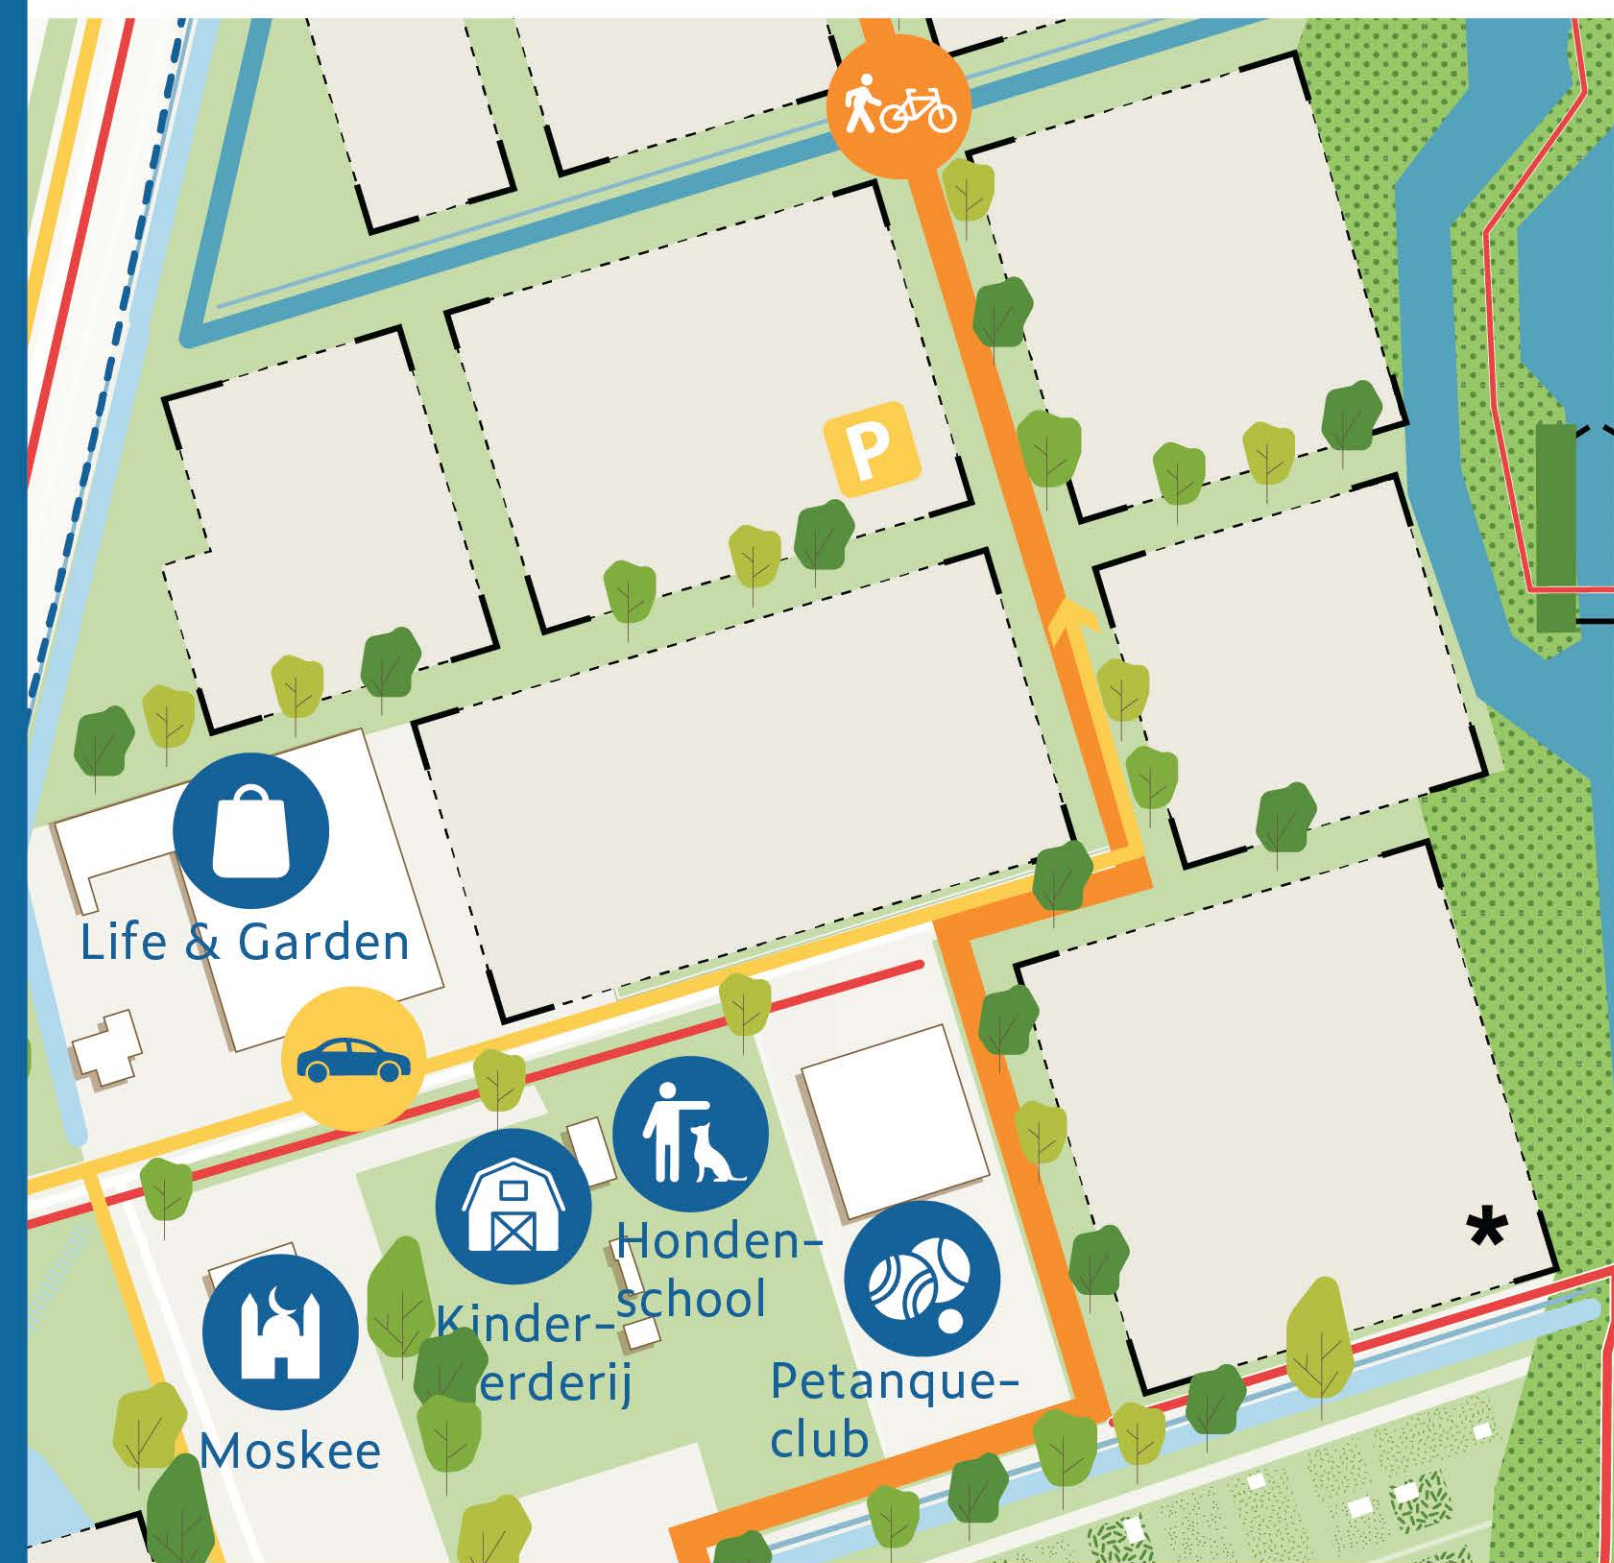 P
Life & Garden
Honden-
school
Kinder-
erderij
Petanque-
club
Moskee
*